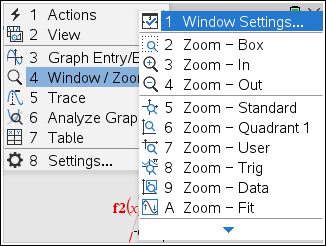 1 Actions
2 View
3 Graph Entry/E
4 Window / Zoo
5 Trace
6 Analyze Grap
7 Table
8 Settings...
1 Window Settings...
2 Zoom – Box
3 Zoom – In
4 Zoom – Out
5 Zoom – Standard
6 Zoom – Quadrant 1
7 Zoom – User
8 Zoom – Trig
9 Zoom – Data
A Zoom – Fit
f2(x